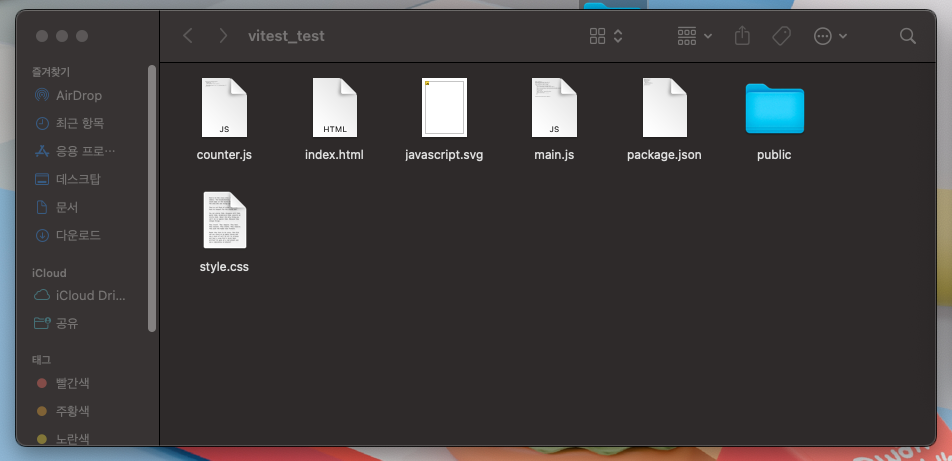 vitest_test
즐겨찾기
AirDrop
최근 항목
응용 프로…
데스크탑
문서
다운로드
iCloud
iCloud Dri...
공유
태그
빨간색
주황색
노란색
JS
counter.js
HTML
index.html
javascript.svg
JS
main.js
package.json
public
style.css